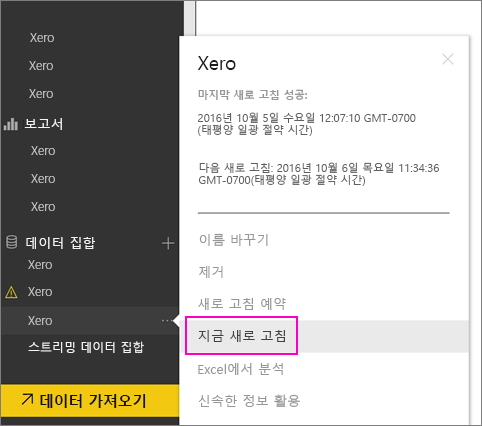 Xero
Xero
Xero
보고서
Xero
Xero
Xero
데이터 집합
Xero
Xero
Xero
스트리밍 데이터 집합
데이터 가져오기
Xero
마지막 새로 고침 성공:
2016년 10월 5일 수요일 12:07:10 GMT-0700
(태평양 일광 절약 시간)
다음 새로 고침: 2016년 10월 6일 목요일 11:34:36
GMT-0700(태평양 일광 절약 시간)
이름 바꾸기
제거
새로 고침 예약
지금 새로 고침
Excel에서 분석
신속한 정보 활용